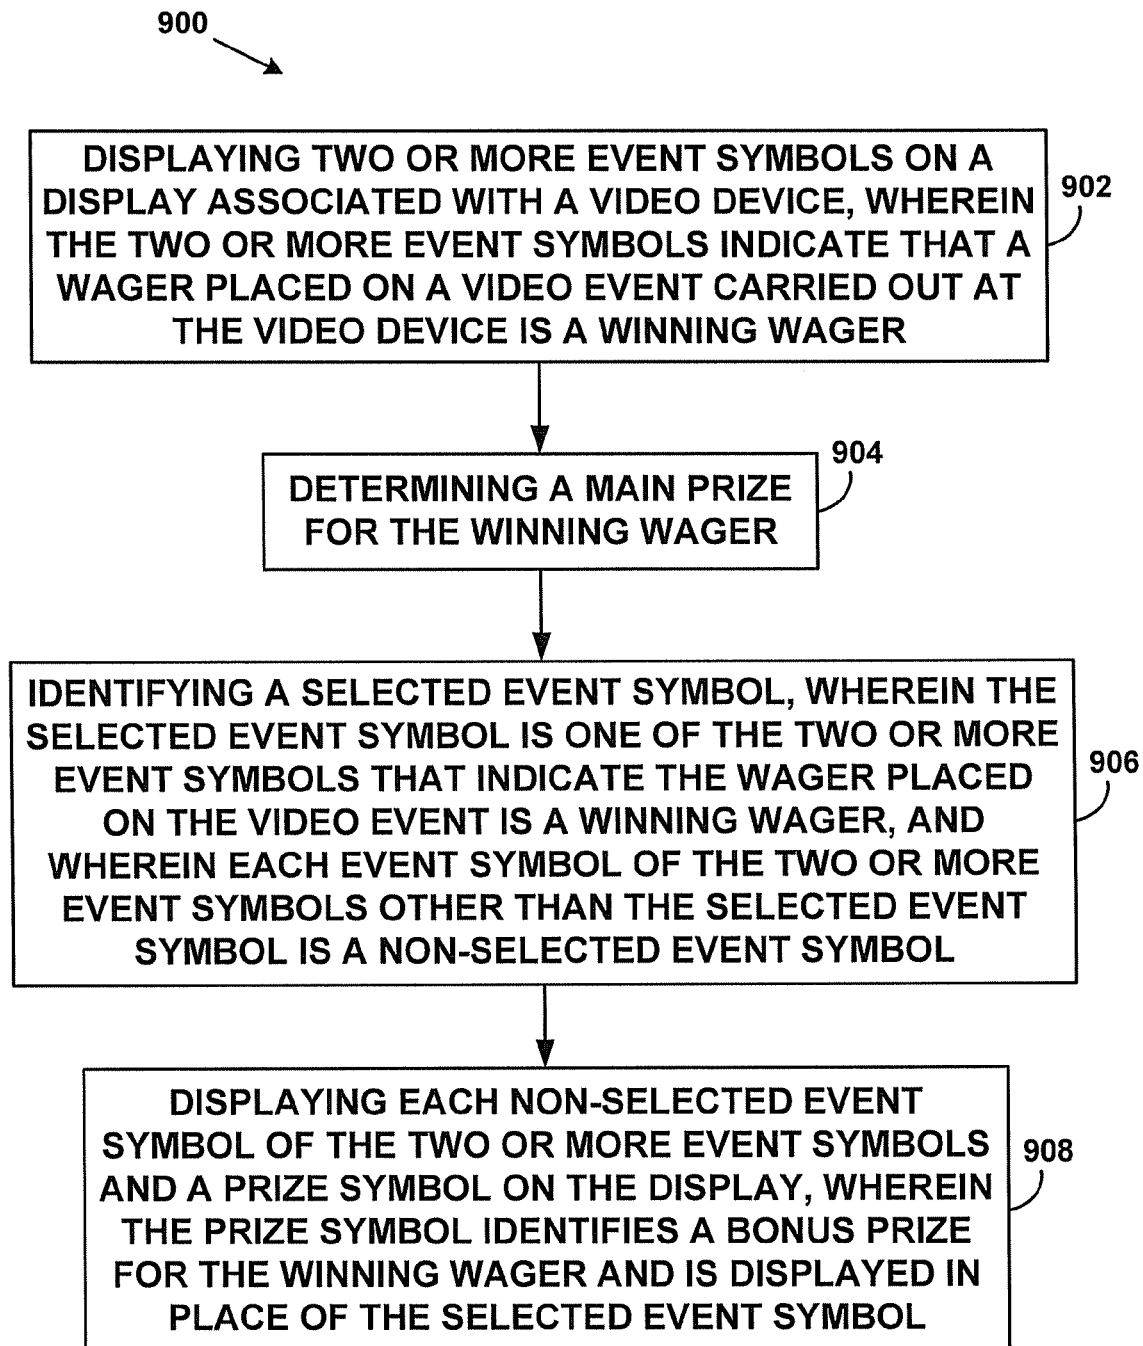 900
DISPLAYING TWO OR MORE EVENT SYMBOLS ON A
DISPLAY ASSOCIATED WITH A VIDEO DEVICE, WHEREIN
THE TWO OR MORE EVENT SYMBOLS INDICATE THAT A
WAGER PLACED ON A VIDEO EVENT CARRIED OUT AT
THE VIDEO DEVICE IS A WINNING WAGER
902
DETERMINING A MAIN PRIZE
FOR THE WINNING WAGER
904
IDENTIFYING A SELECTED EVENT SYMBOL, WHEREIN THE
SELECTED EVENT SYMBOL IS ONE OF THE TWO OR MORE
EVENT SYMBOLS THAT INDICATE THE WAGER PLACED
ON THE VIDEO EVENT IS A WINNING WAGER, AND
WHEREIN EACH EVENT SYMBOL OF THE TWO OR MORE
EVENT SYMBOLS OTHER THAN THE SELECTED EVENT
SYMBOL IS A NON-SELECTED EVENT SYMBOL
906
DISPLAYING EACH NON-SELECTED EVENT
SYMBOL OF THE TWO OR MORE EVENT SYMBOLS
AND A PRIZE SYMBOL ON THE DISPLAY, WHEREIN
THE PRIZE SYMBOL IDENTIFIES A BONUS PRIZE
FOR THE WINNING WAGER AND IS DISPLAYED IN
PLACE OF THE SELECTED EVENT SYMBOL
908